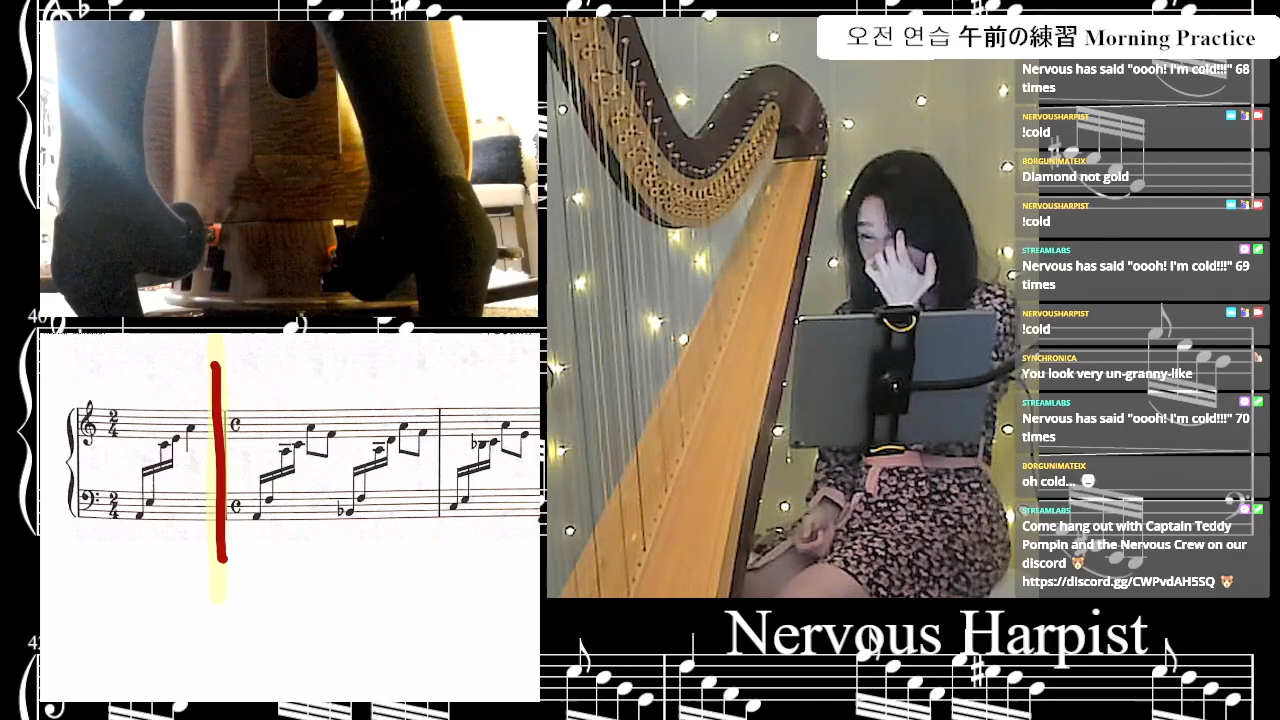 오전 연습 午前の練習 Morning Practice
Nervous has said "oooh! I'm cold!!!" 68
times
NERVOUSHARPIST
!cold
BORGUNIMATEIX
Diamond not gold
NERVOUSHARPIST
!cold
STREAMLABS
Nervous has said "oooh! I'm cold!!!" 69
times
NERVOUSHARPIST
!cold
SYNCHRONICA
You look very un-granny-like
STREAMLABS
Nervous has said "oooh! I'm cold!!!" 70
times
BORGUNIMATEIX
oh cold...
STREAMLABS
Come hang out with Captain Teddy
Pompin and the Nervous Crew on our
discord 🐻
https://discord.gg/CWPvdAH5SQ 🐻
Nervous Harpist